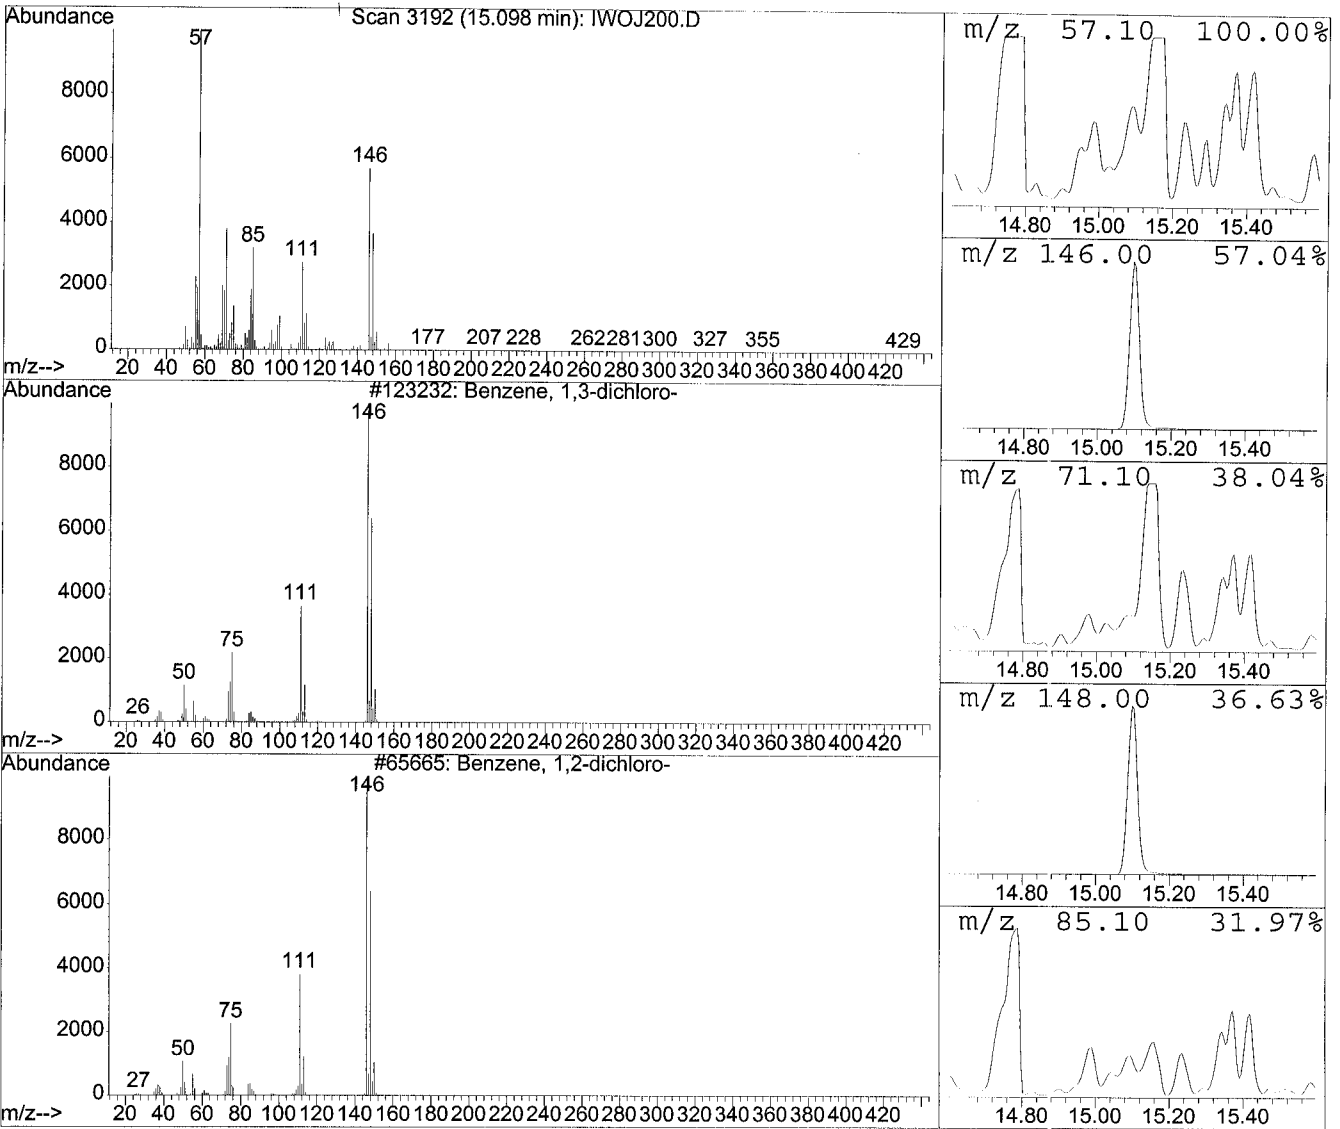 Abundance
Scan 3192 (15.098 min): IWOJ200.D
57
8000
6000
146
4000
85
111
2000
177 207 228 262 281 300 327 355 429
0
20 40 60 80 100 120 140 160 180 200 220 240 260 280 300 320 340 360 380 400 420
m/z-->
Abundance
#123232: Benzene, 1,3-dichloro-
146
8000
6000
4000
111
75
2000
50
26
0
20 40 60 80 100 120 140 160 180 200 220 240 260 280 300 320 340 360 380 400 420
m/z-->
Abundance
#65665: Benzene, 1,2-dichloro-
146
8000
6000
4000
111
75
2000
50
27
0
20 40 60 80 100 120 140 160 180 200 220 240 260 280 300 320 340 360 380 400 420
m/z-->
m/z 57.10 100.00%
14.80 15.00 15.20 15.40
m/z 146.00 57.04%
14.80 15.00 15.20 15.40
m/z 71.10 38.04%
14.80 15.00 15.20 15.40
m/z 148.00 36.63%
14.80 15.00 15.20 15.40
m/z 85.10 31.97%
14.80 15.00 15.20 15.40